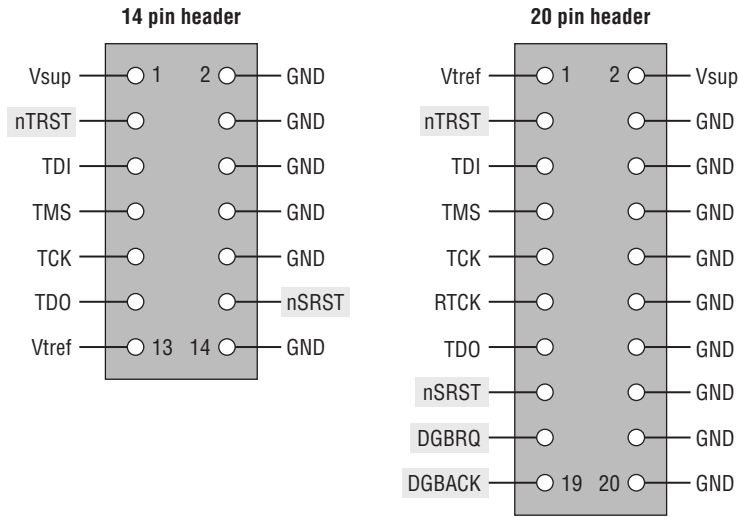 14 pin header
Vsup 1 2 GND
nTRST GND
TDI GND
TMS GND
TCK GND
TDO nSRST
Vtref 13 14 GND
20 pin header
Vtref 1 2 Vsup
nTRST GND
TDI GND
TMS GND
TCK GND
RTCK GND
TDO GND
nSRST GND
DGBRQ GND
DGBACK 19 20 GND